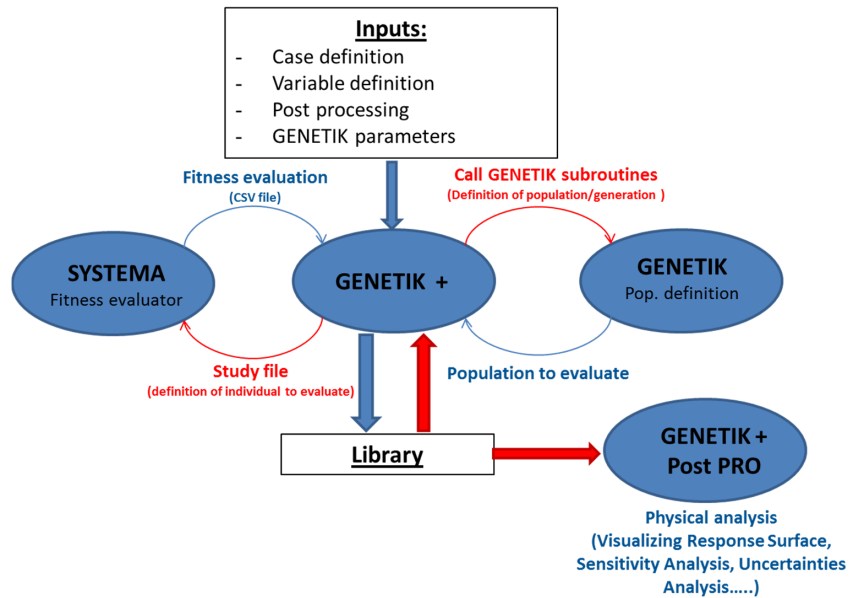 Inputs:
- Case definition
- Variable definition
- Post processing
- GENETIK parameters
Fitness evaluation
(CSV file)
Call GENETIK subroutines
(Definition of population/generation )
SYSTEMA
Fitness evaluator
GENETIK +
GENETIK
Pop. definition
Study file
(definition of individual to evaluate)
Population to evaluate
Library
GENETIK +
Post PRO
Physical analysis
(Visualizing Response Surface,
Sensitivity Analysis, Uncertainties
Analysis.....)